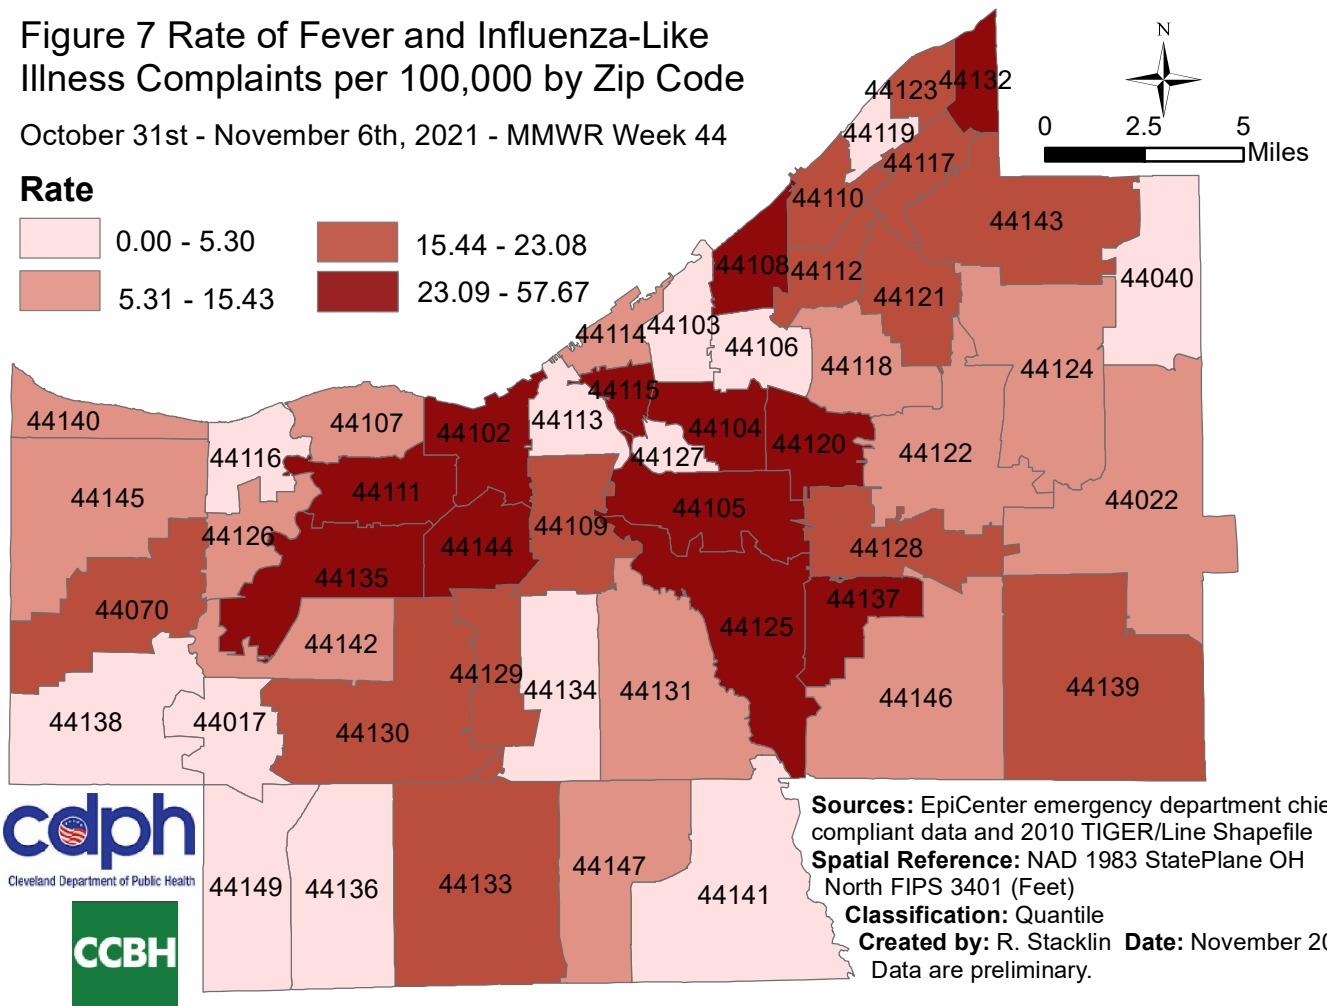 Figure 7 Rate of Fever and Influenza-Like
Illness Complaints per 100,000 by Zip Code
October 31st - November 6th, 2021 - MMWR Week 44
Rate
0.00 - 5.30
15.44 - 23.08
5.31 - 15.43
23.09 - 57.67
N
0 2.5 5
Miles
44132
44123
44119
44117
44110
44143
44108
44112
44040
44121
44114
44103
44106
44118
44124
44115
44140
44107
44102
44113
44104
44120
44116
44127
44122
44111
44145
44105
44022
44126
44109
44144
44128
44135
44070
44137
44125
44142
44129
44134
44131
44139
44146
44138
44017
44130
44149
44136
44133
44147
44141
cdph
Cleveland Department of Public Health
CCBH
Sources: EpiCenter emergency department chie
compliant data and 2010 TIGER/Line Shapefile
Spatial Reference: NAD 1983 StatePlane OH
North FIPS 3401 (Feet)
Classification: Quantile
Created by: R. Stacklin Date: November 20
Data are preliminary.